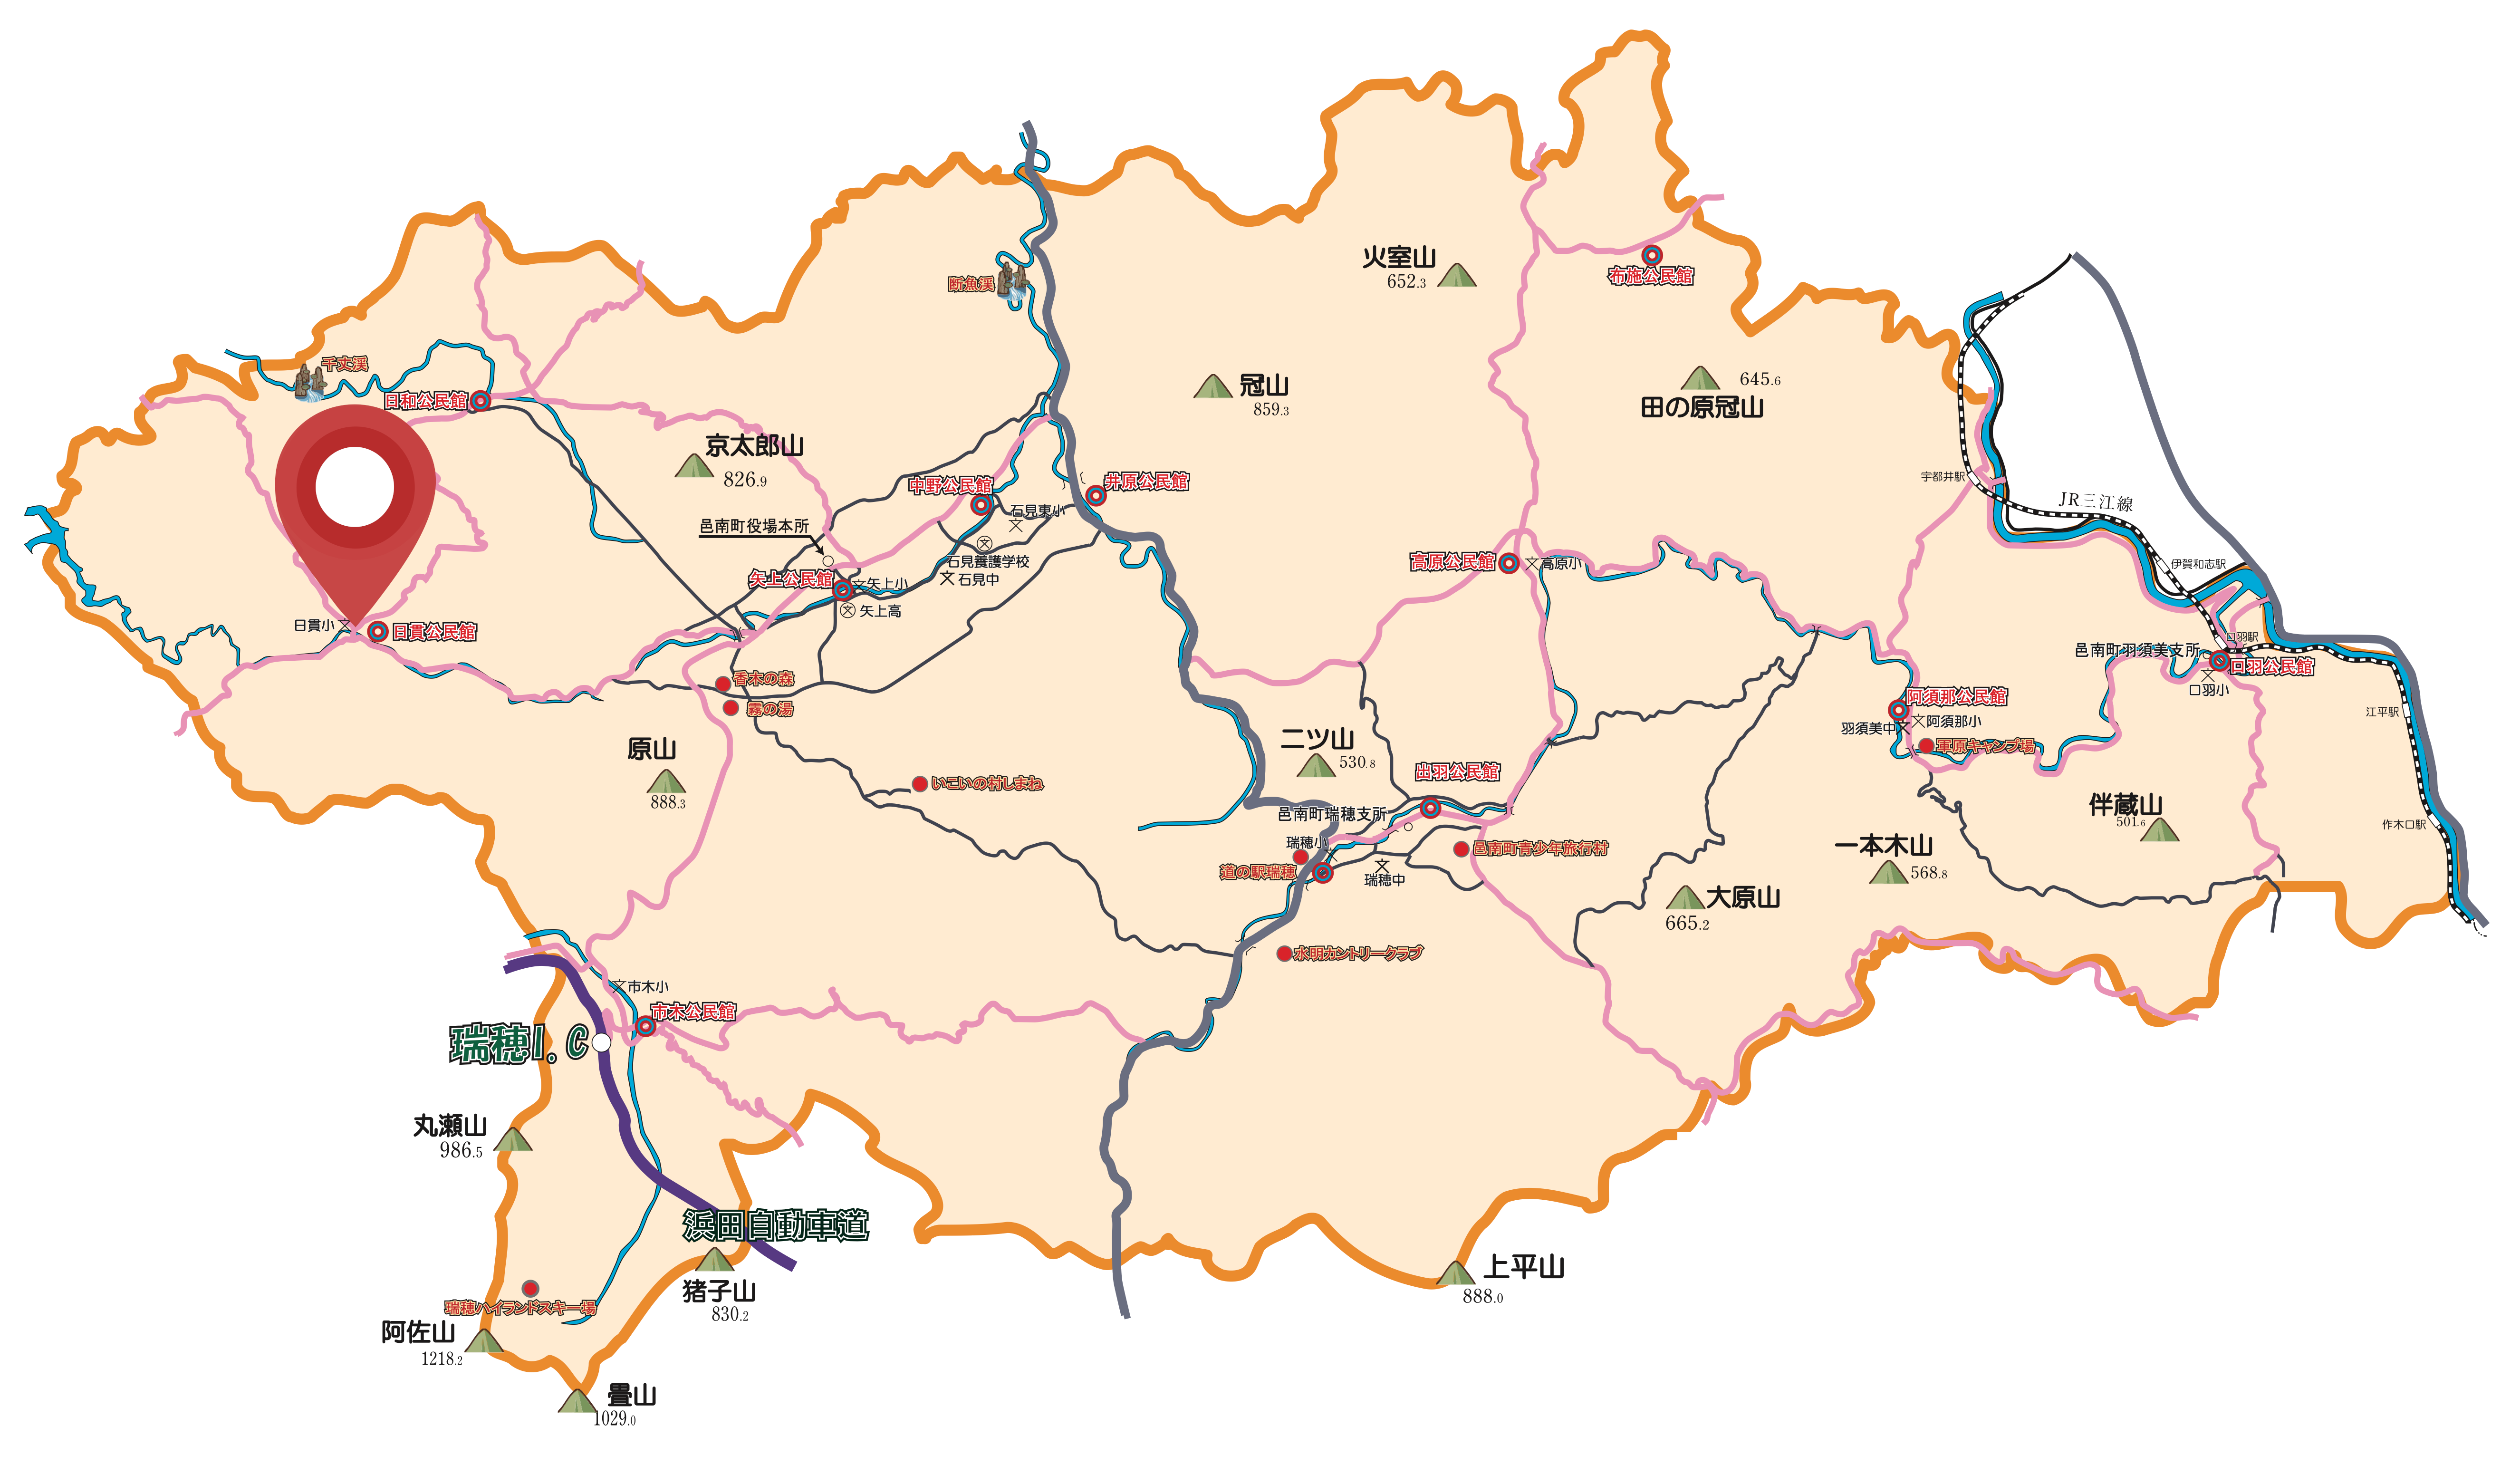 火室山
652.3
布施公民館
断魚渓
千丈渓
日和公民館
冠山
859.3
645.6
田の原冠山
京太郎山
826.9
中野公民館
井原公民館
石見東小
宇都井駅
JR三江線
邑南町役場本所
石見養護学校
石見中
矢上公民館
矢上小
矢上高
高原公民館
高原小
伊賀和志駅
日貫小
日貫公民館
口羽駅
邑南町羽須美支所
口羽公民館
口羽小
香木の森
霧の湯
阿須那公民館
阿須那小
羽須美中
江平駅
原山
888.3
二ツ山
530.8
軍原キャンプ場
出羽公民館
いこいの村しまね
邑南町瑞穂支所
伴蔵山
501.6
作木口駅
瑞穂小
道の駅瑞穂
瑞穂中
邑南町青少年旅行村
一本木山
568.8
大原山
665.2
水明カントリークラブ
市木小
市木公民館
瑞穂I.C
丸瀬山
986.5
浜田自動車道
猪子山
830.2
上平山
888.0
瑞穂ハイランドスキー場
阿佐山
1218.2
畳山
1029.0